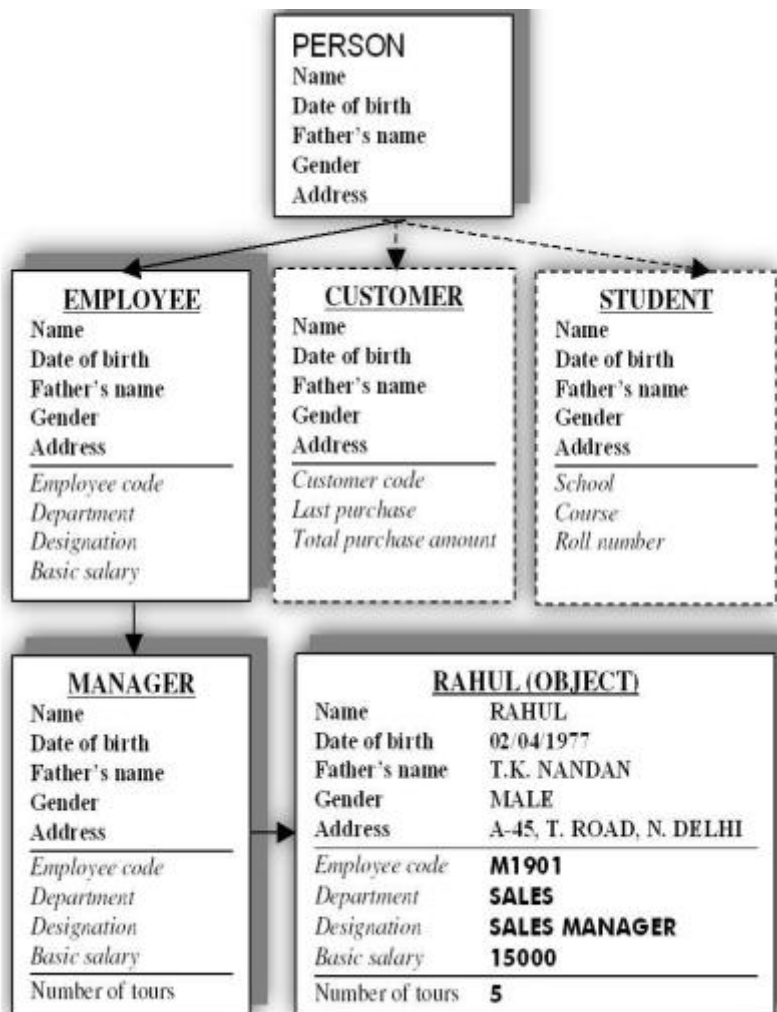 PERSON
Name
Date of birth
Father's name
Gender
Address
EMPLOYEE
Name
Date of birth
Father's name
Gender
Address
Employee code
Department
Designation
Basic salary
CUSTOMER
Name
Date of birth
Father's name
Gender
Address
Customer code
Last purchase
Total purchase amount
STUDENT
Name
Date of birth
Father's name
Gender
Address
School
Course
Roll number
MANAGER
Name
Date of birth
Father's name
Gender
Address
Employee code
Department
Designation
Basic salary
Number of tours
RAHUL (OBJECT)
Name RAHUL
Date of birth 02/04/1977
Father's name T.K. NANDAN
Gender MALE
Address A-45, T. ROAD, N. DELHI
Employee code M1901
Department SALES
Designation SALES MANAGER
Basic salary 15000
Number of tours 5